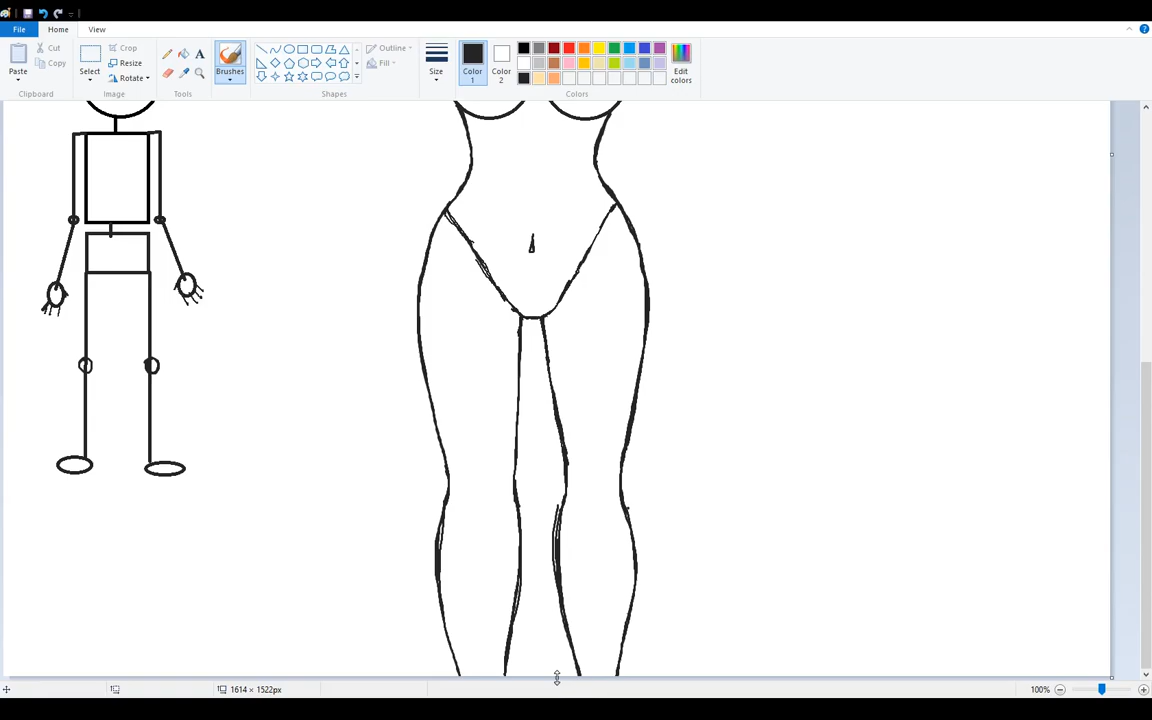 File Home View
Paste
Cut
Copy
Clipboard
Select
Crop
Resize
Rotate
Image
A
Tools
Brushes
Outline
Fill
Shapes
Size
Color
1
Color
2
Edit
colors
Colors
1614 × 1522px
100%